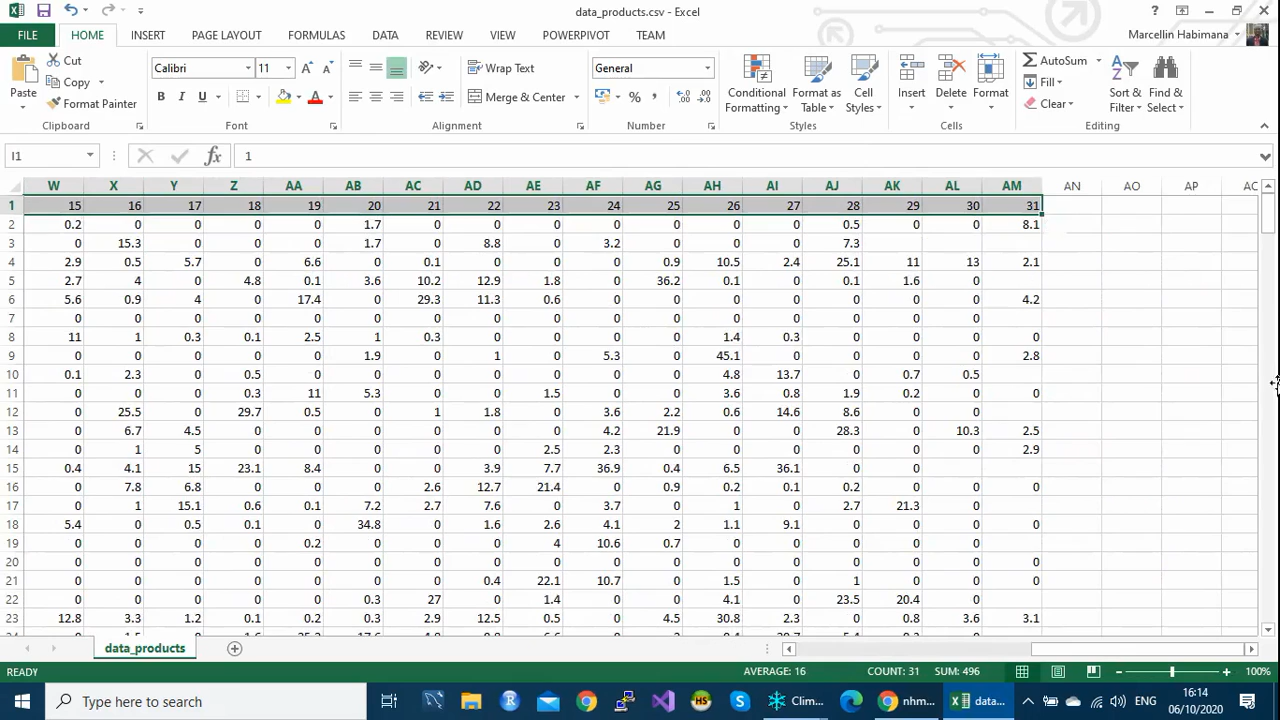 data_products.csv - Excel
FILE HOME INSERT PAGE LAYOUT FORMULAS DATA REVIEW VIEW POWERPIVOT TEAM Marcellin Habimana
Cut
Copy
Format Painter
Paste
Clipboard
Calibri 11
B I U
Font
Wrap Text
Merge & Center
Alignment
General
Number
Conditional Formatting
Format as Table
Cell Styles
Styles
Insert Delete Format
Cells
AutoSum
Fill
Clear
Sort & Filter
Find & Select
Editing
I1 1
W X Y Z AA AB AC AD AE AF AG AH AI AJ AK AL AM AN AO AP
1 15 16 17 18 19 20 21 22 23 24 25 26 27 28 29 30 31
2 0.2 0 0 0 0 1.7 0 0 0 0 0 0 0 0.5 0 0 8.1
3 0 15.3 0 0 0 1.7 0 8.8 0 3.2 0 0 0 7.3
4 2.9 0.5 5.7 0 6.6 0 0.1 0 0 0 0.9 10.5 2.4 25.1 11 13 2.1
5 2.7 4 0 4.8 0.1 3.6 10.2 12.9 1.8 0 36.2 0.1 0 0.1 1.6 0
6 5.6 0.9 4 0 17.4 0 29.3 11.3 0.6 0 0 0 0 0 0 0 4.2
7 0 0 0 0 0 0 0 0 0 0 0 0 0 0 0 0
8 11 1 0.3 0.1 2.5 1 0.3 0 0 0 0 1.4 0.3 0 0 0 0
9 0 0 0 0 0 1.9 0 1 0 5.3 0 45.1 0 0 0 0 2.8
10 0.1 2.3 0 0.5 0 0 0 0 0 0 0 4.8 13.7 0 0.7 0.5
11 0 0 0 0.3 11 5.3 0 0 1.5 0 0 3.6 0.8 1.9 0.2 0 0
12 0 25.5 0 29.7 0.5 0 1 1.8 0 3.6 2.2 0.6 14.6 8.6 0 0
13 0 6.7 4.5 0 0 0 0 0 0 4.2 21.9 0 0 28.3 0 10.3 2.5
14 0 1 5 0 0 0 0 0 2.5 2.3 0 0 0 0 0 0 2.9
15 0.4 4.1 15 23.1 8.4 0 0 3.9 7.7 36.9 0.4 6.5 36.1 0 0
16 0 7.8 6.8 0 0 0 2.6 12.7 21.4 0 0.9 0.2 0.1 0.2 0 0 0
17 0 1 15.1 0.6 0.1 7.2 2.7 7.6 0 3.7 0 1 0 2.7 21.3 0
18 5.4 0 0.5 0.1 0 34.8 0 1.6 2.6 4.1 2 1.1 9.1 0 0 0 0
19 0 0 0 0 0.2 0 0 0 4 10.6 0.7 0 0 0 0 0
20 0 0 0 0 0 0 0 0 0 0 0 0 0 0 0 0 0
21 0 0 0 0 0 0 0 0.4 22.1 10.7 0 1.5 0 1 0 0 0
22 0 0 0 0 0 0.3 27 0 1.4 0 0 4.1 0 23.5 20.4 0
23 12.8 3.3 1.2 0.1 0.2 0.3 2.9 12.5 0.5 0 4.5 30.8 2.3 0 0.8 3.6 3.1
data_products
READY AVERAGE: 16 COUNT: 31 SUM: 496 100%
Type here to search
Clim...
nhm...
data...
ENG
16:14
06/10/2020